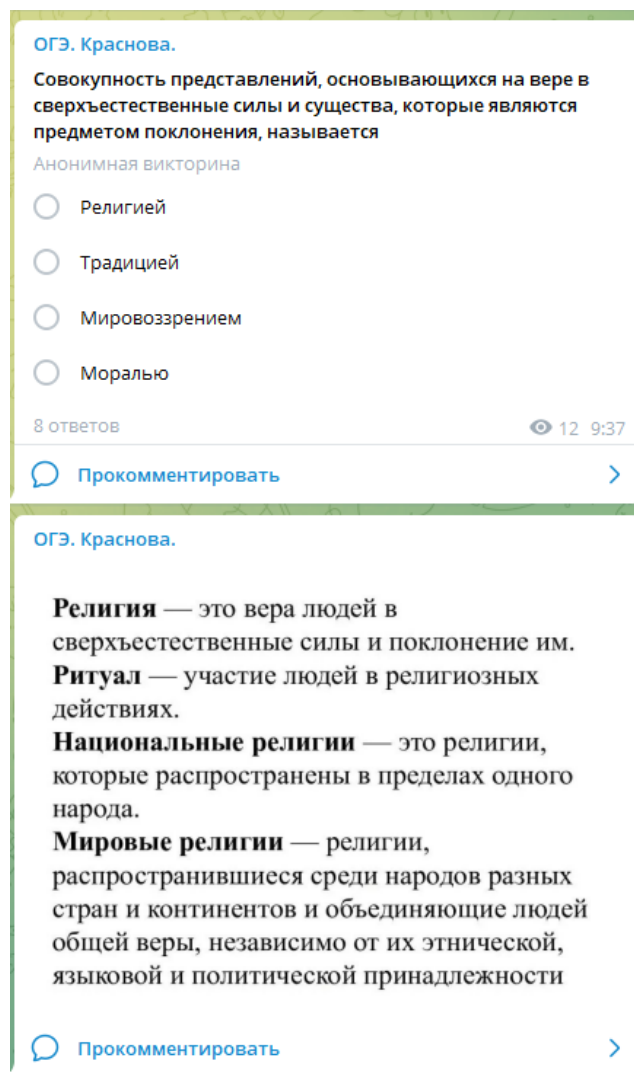 ОГЭ. Краснова.
Совокупность представлений, основывающихся на вере в
сверхъестественные силы и существа, которые являются
предметом поклонения, называется
Анонимная викторина
Религией
Традицией
Мировоззрением
Моралью
8 ответов 12 9:37
Прокомментировать
ОГЭ. Краснова.
Религия — это вера людей в
сверхъестественные силы и поклонение им.
Ритуал — участие людей в религиозных
действиях.
Национальные религии — это религии,
которые распространены в пределах одного
народа.
Мировые религии — религии,
распространившиеся среди народов разных
стран и континентов и объединяющие людей
общей веры, независимо от их этнической,
языковой и политической принадлежности
Прокомментировать